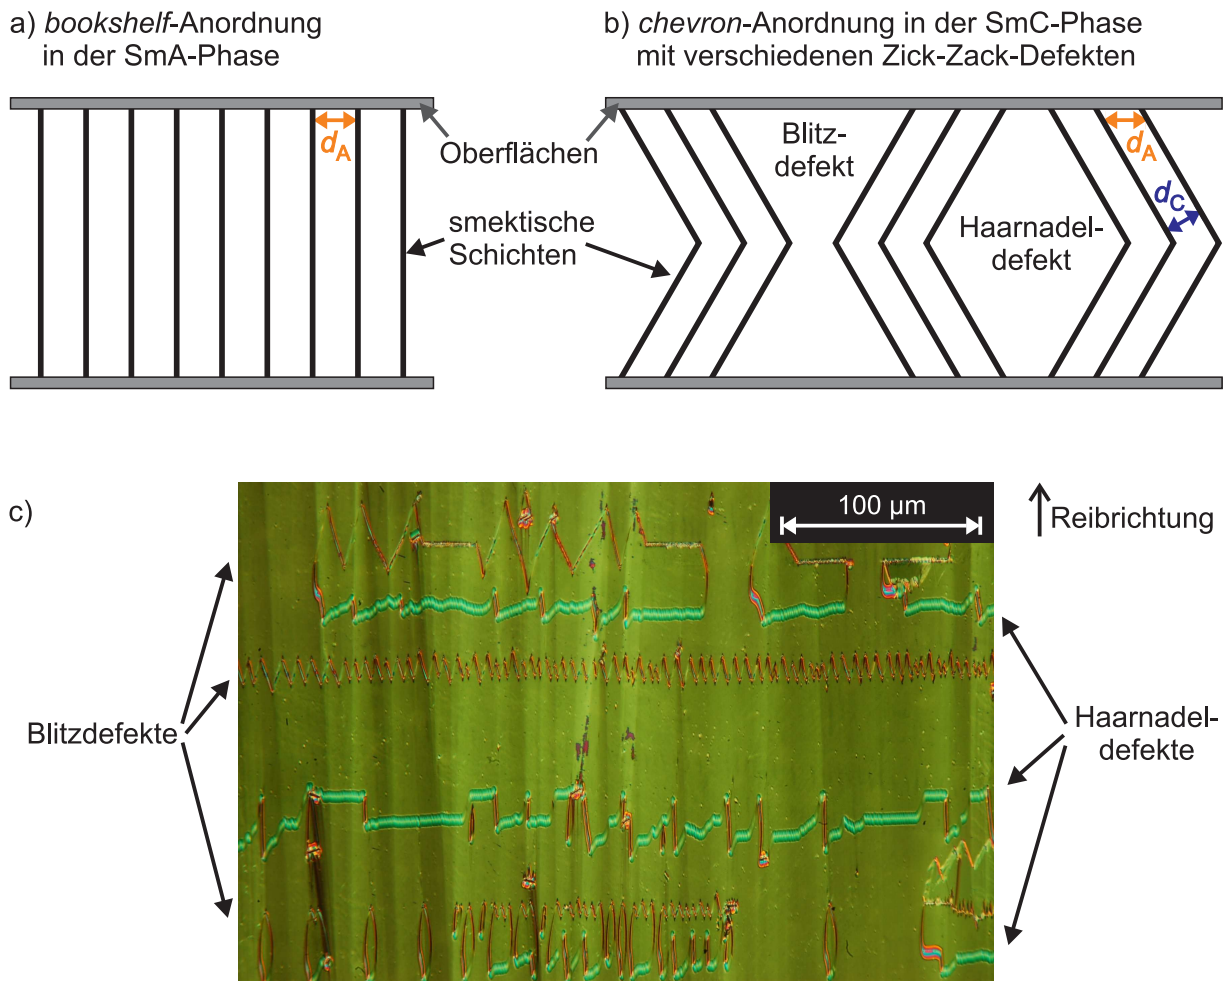 a) bookshelf-Anordnung
in der SmA-Phase
b) chevron-Anordnung in der SmC-Phase
mit verschiedenen Zick-Zack-Defekten
dA
Oberflächen
smektische
Schichten
Blitz-
defekt
Haarnadel-
defekt
dA
dC
c)
100 µm
Reibrichtung
Blitzdefekte
Haarnadel-
defekte